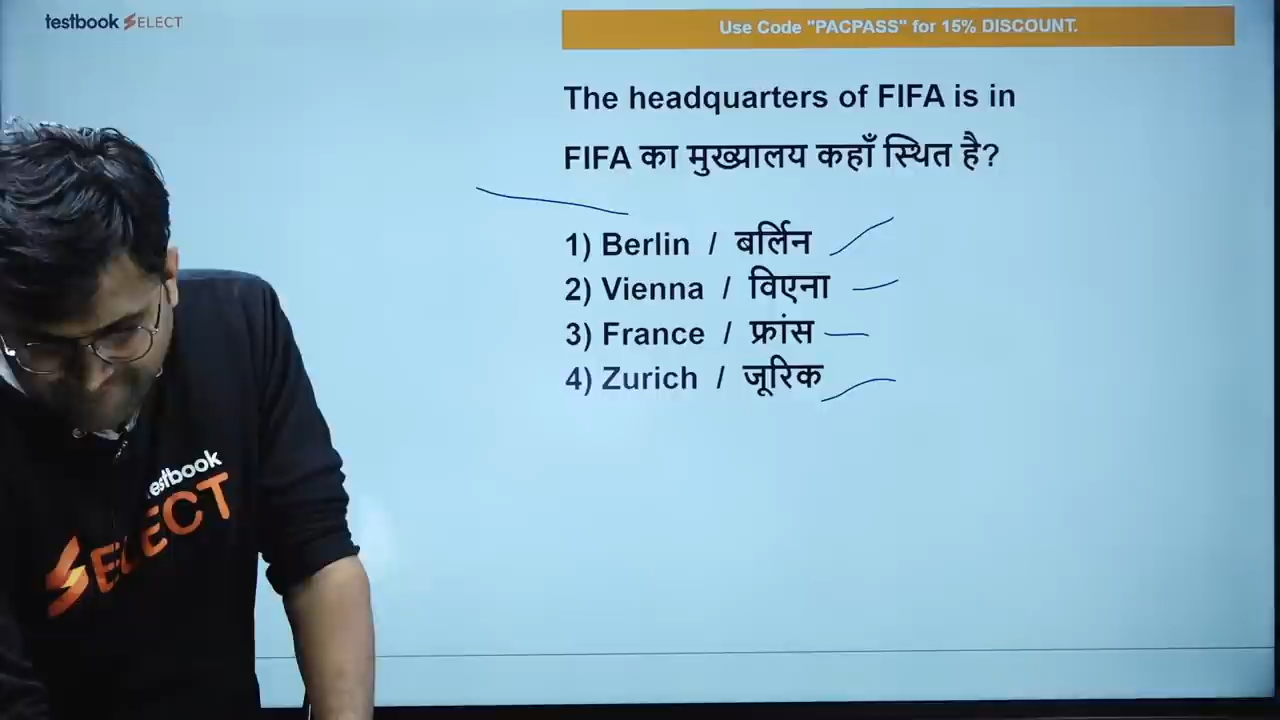 testbook SELECT
Use Code "PACPASS" for 15% DISCOUNT.
The headquarters of FIFA is in
FIFA का मुख्यालय कहाँ स्थित है?
1) Berlin / बर्लिन
2) Vienna / विएना
3) France / फ्रांस
4) Zurich / जूरिक
testbook
SELECT